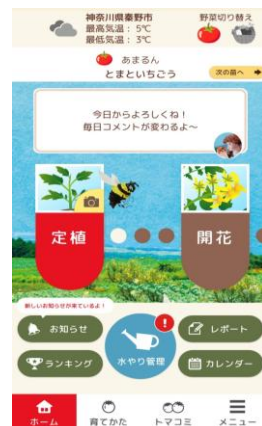 神奈川県秦野市
最高気温： 5℃
最低気温： 3℃
野菜切り替え
あまるん
とまといちごう
次の苗へ
今日からよろしくね！
毎日コメントが変わるよ〜
定植
開花
新しいお知らせが来ているよ！
お知らせ
ランキング
水やり管理
!
レポート
カレンダー
ホーム
育てかた
トマコミ
メニュー